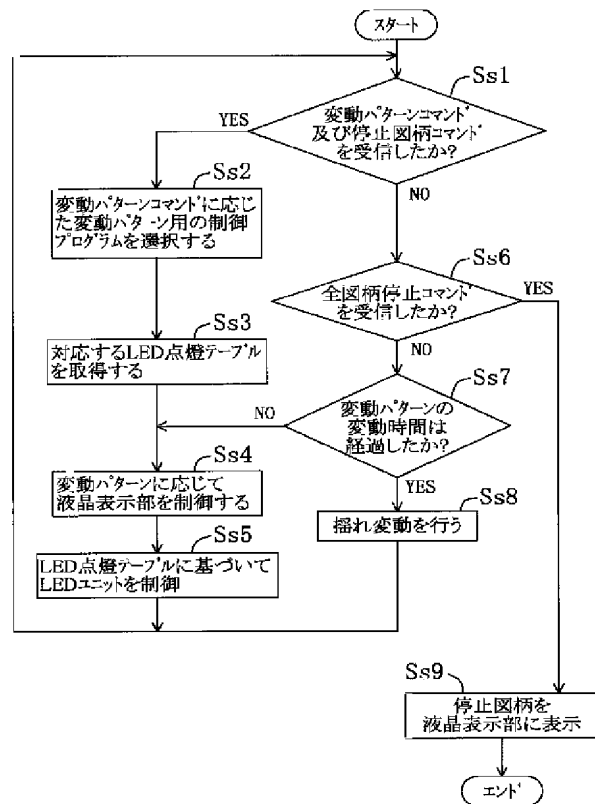 スタート
Ss1
変動パターンコマンド
及び停止図柄コマンド
を受信したか?
YES
NO
Ss2
変動パターンコマンドに応じ
た変動パターン用の制御
プログラムを選択する
Ss6
全図柄停止コマンド
を受信したか?
YES
NO
Ss3
対応するLED点燈テーブル
を取得する
Ss7
変動パターンの
変動時間は
経過したか?
NO
YES
Ss4
変動パターンに応じて
液晶表示部を制御する
Ss8
揺れ変動を行う
Ss5
LED点燈テーブルに基づいて
LEDユニットを制御
Ss9
停止図柄を
液晶表示部に表示
エンド